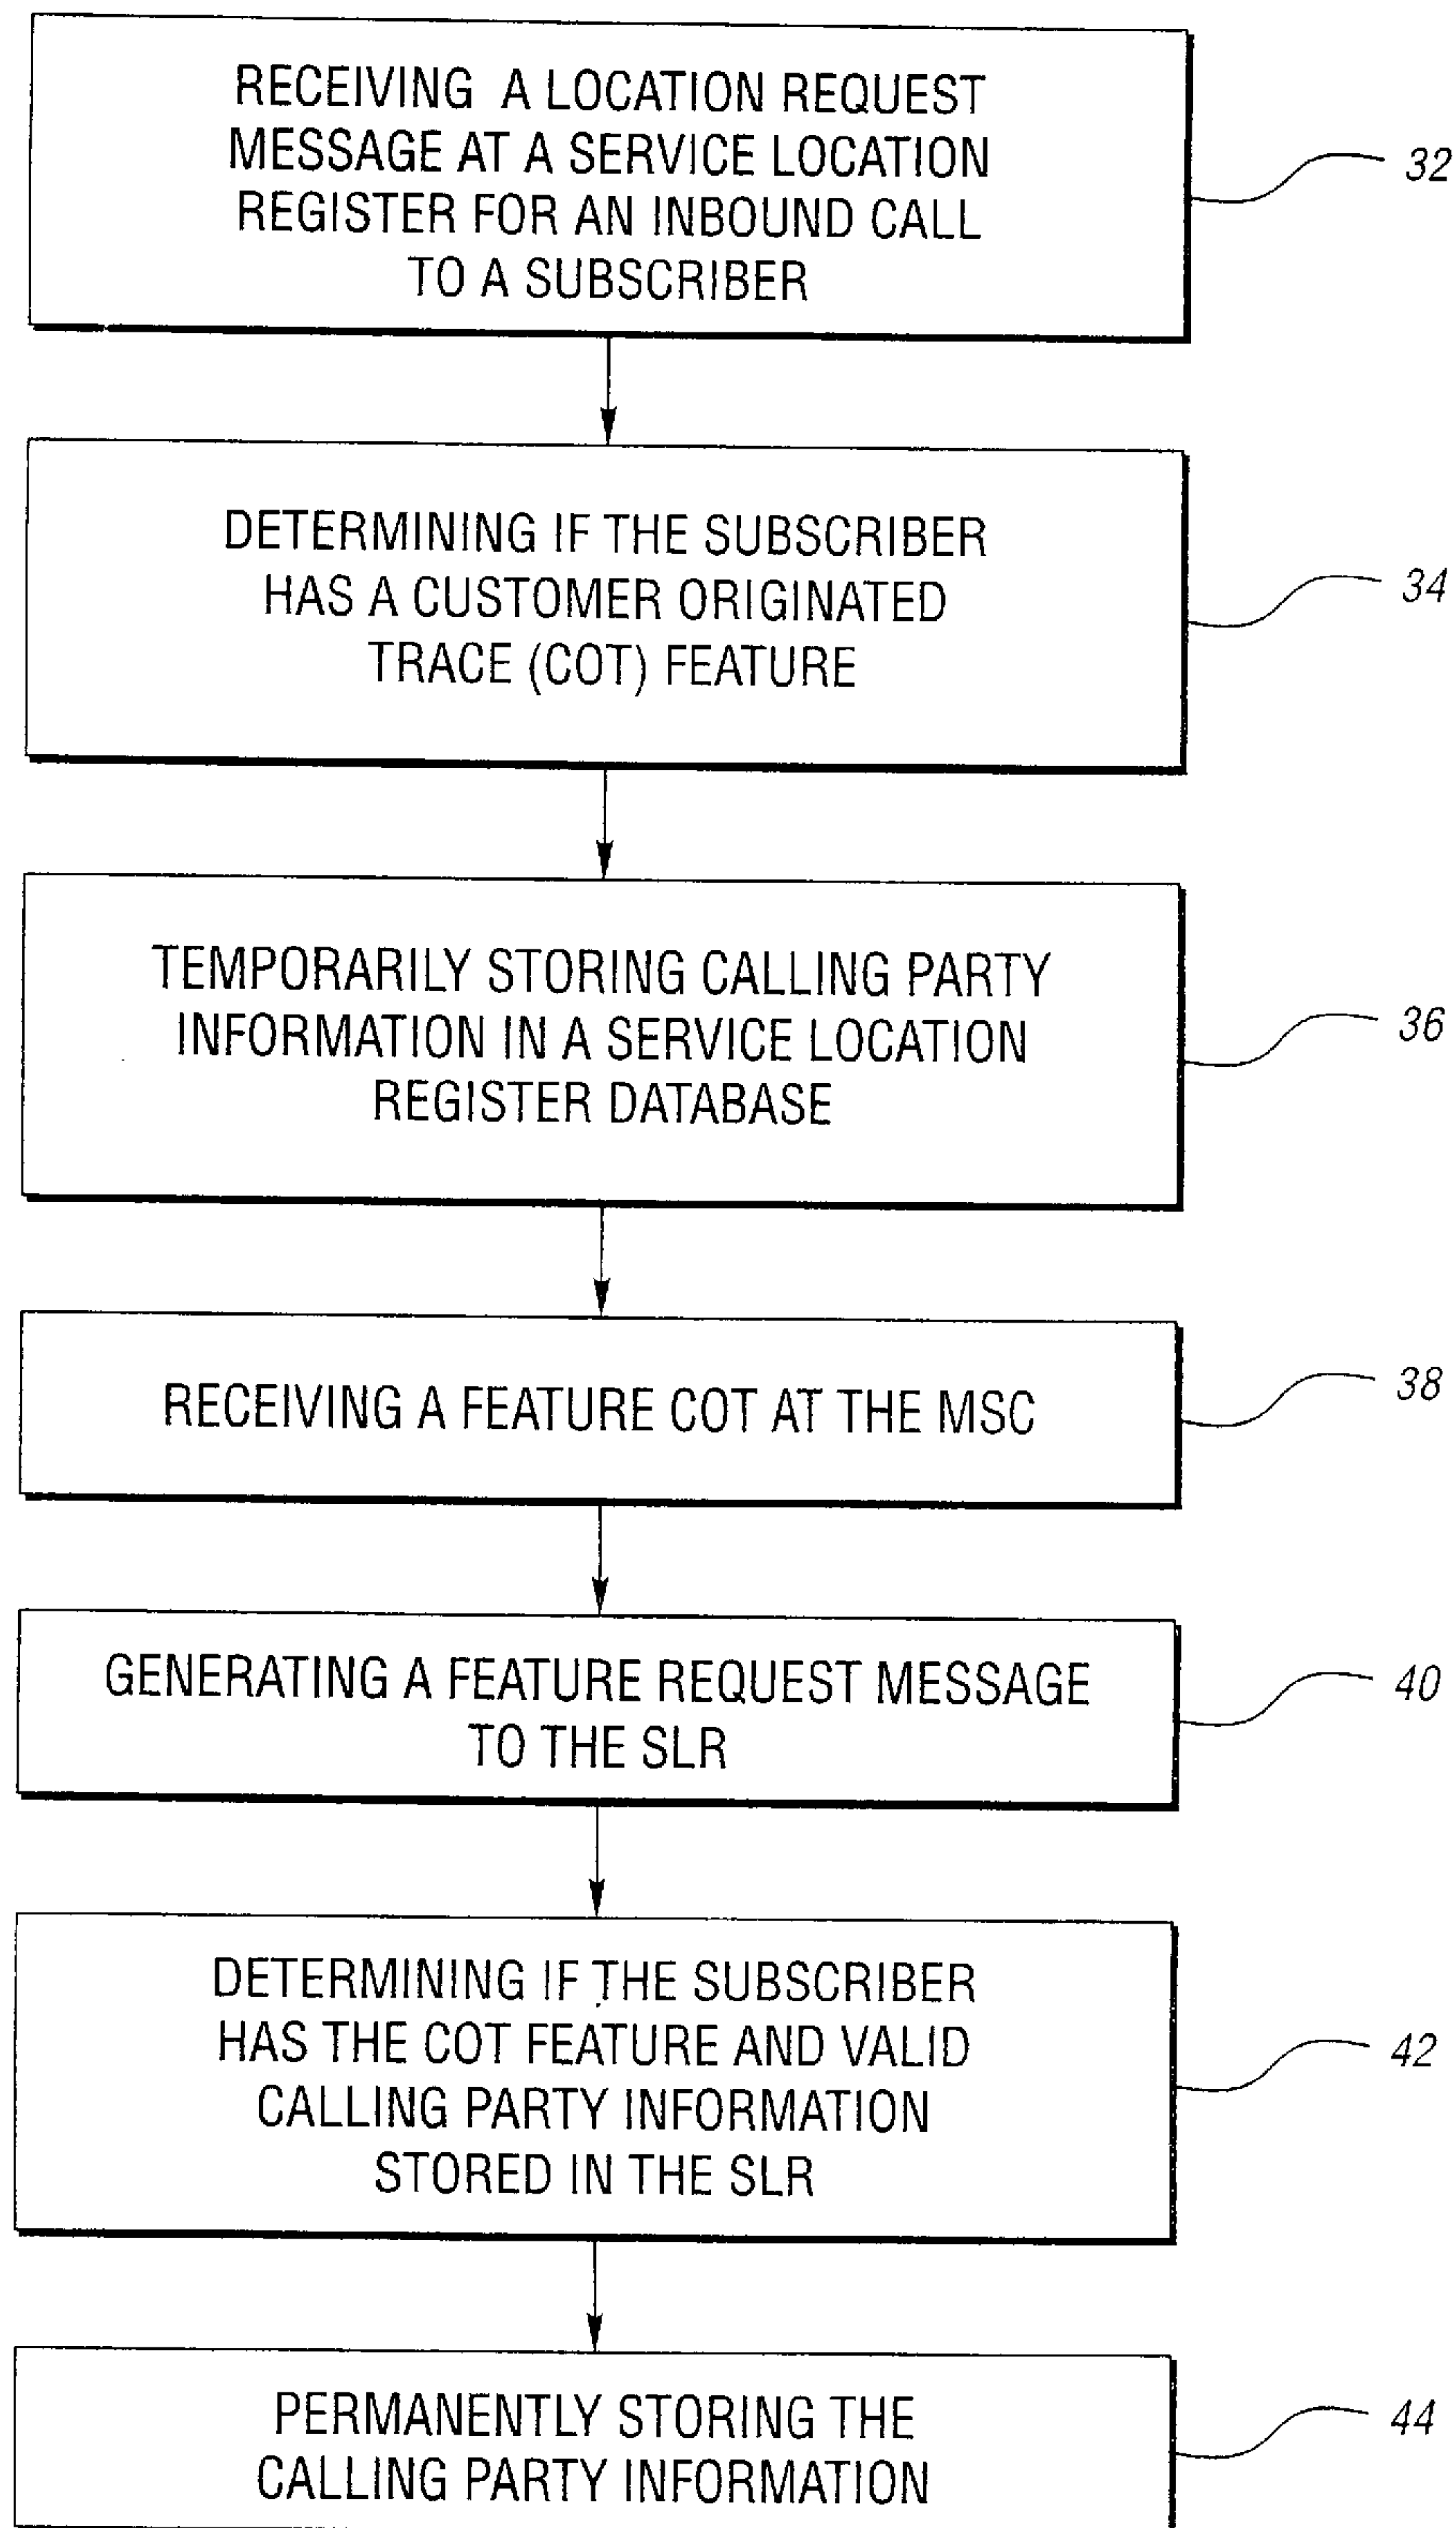 RECEIVING A LOCATION REQUEST
MESSAGE AT A SERVICE LOCATION
REGISTER FOR AN INBOUND CALL
TO A SUBSCRIBER
32
DETERMINING IF THE SUBSCRIBER
HAS A CUSTOMER ORIGINATED
TRACE (COT) FEATURE
34
TEMPORARILY STORING CALLING PARTY
INFORMATION IN A SERVICE LOCATION
REGISTER DATABASE
36
RECEIVING A FEATURE COT AT THE MSC
38
GENERATING A FEATURE REQUEST MESSAGE
TO THE SLR
40
DETERMINING IF THE SUBSCRIBER
HAS THE COT FEATURE AND VALID
CALLING PARTY INFORMATION
STORED IN THE SLR
42
PERMANENTLY STORING THE
CALLING PARTY INFORMATION
44